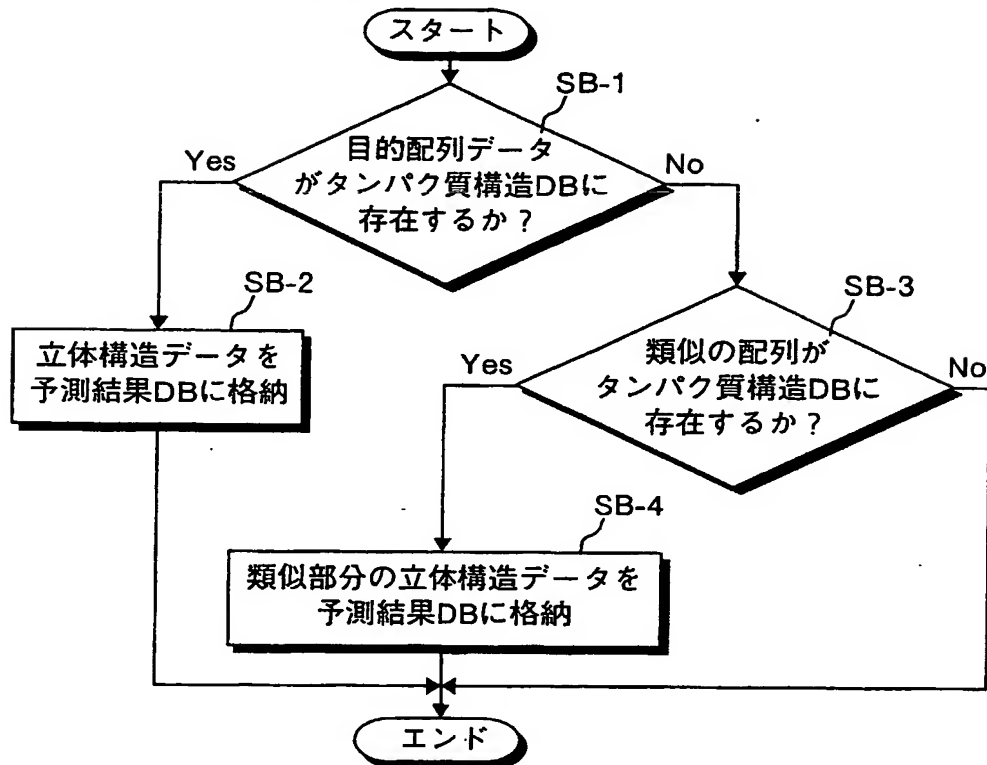 スタート
SB-1
目的配列データ
がタンパク質構造DBに
存在するか？
Yes
No
SB-2
立体構造データを
予測結果DBに格納
SB-3
類似の配列が
タンパク質構造DBに
存在するか？
Yes
No
SB-4
類似部分の立体構造データを
予測結果DBに格納
エンド